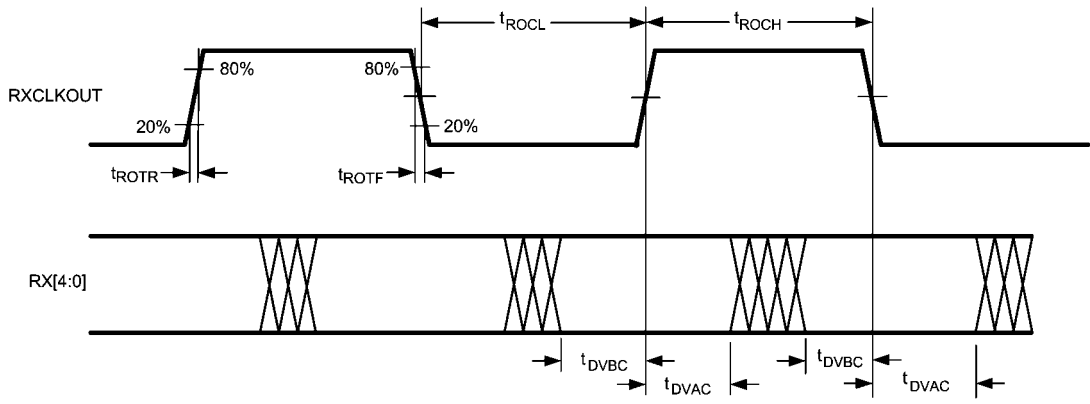 tROCL
tROCH
80%
80%
RXCLKOUT
20%
20%
tROTR
tROTF
RX[4:0]
tDVBC
tDVBC
tDVAC
tDVAC